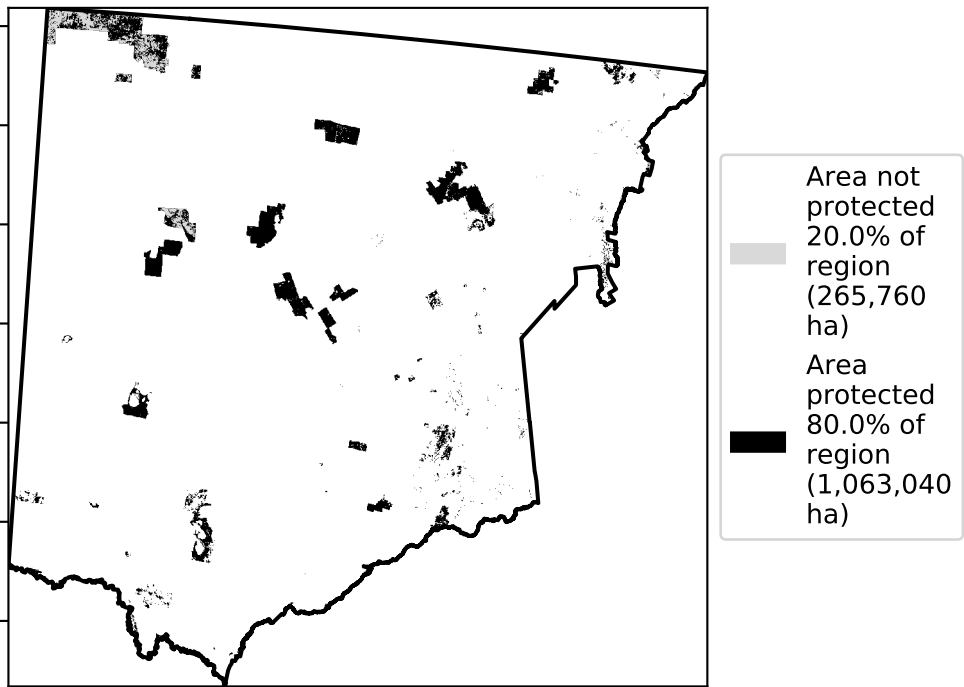 Area not
protected
20.0% of
region
(265,760
ha)
Area
protected
80.0% of
region
(1,063,040
ha)